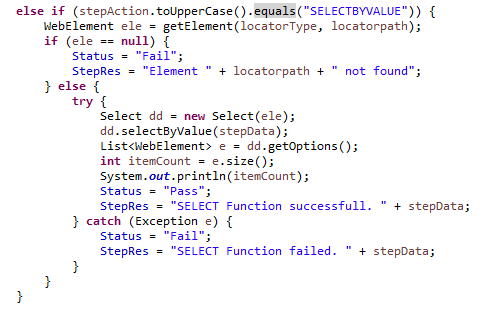 else if (stepAction.toUpperCase().equals("SELECTBYVALUE")) {
WebElement ele = getElement(locatorType, locatorpath);
if (ele == null) {
Status = "Fail";
StepRes = "Element " + locatorpath + " not found";
} else {
try {
Select dd = new Select(ele);
dd.selectByValue(stepData);
List<WebElement> e = dd.getOptions();
int itemCount = e.size();
System.out.println(itemCount);
Status = "Pass";
StepRes = "SELECT Function successfull. " + stepData;
} catch (Exception e) {
Status = "Fail";
StepRes = "SELECT Function failed. " + stepData;
}
}
}